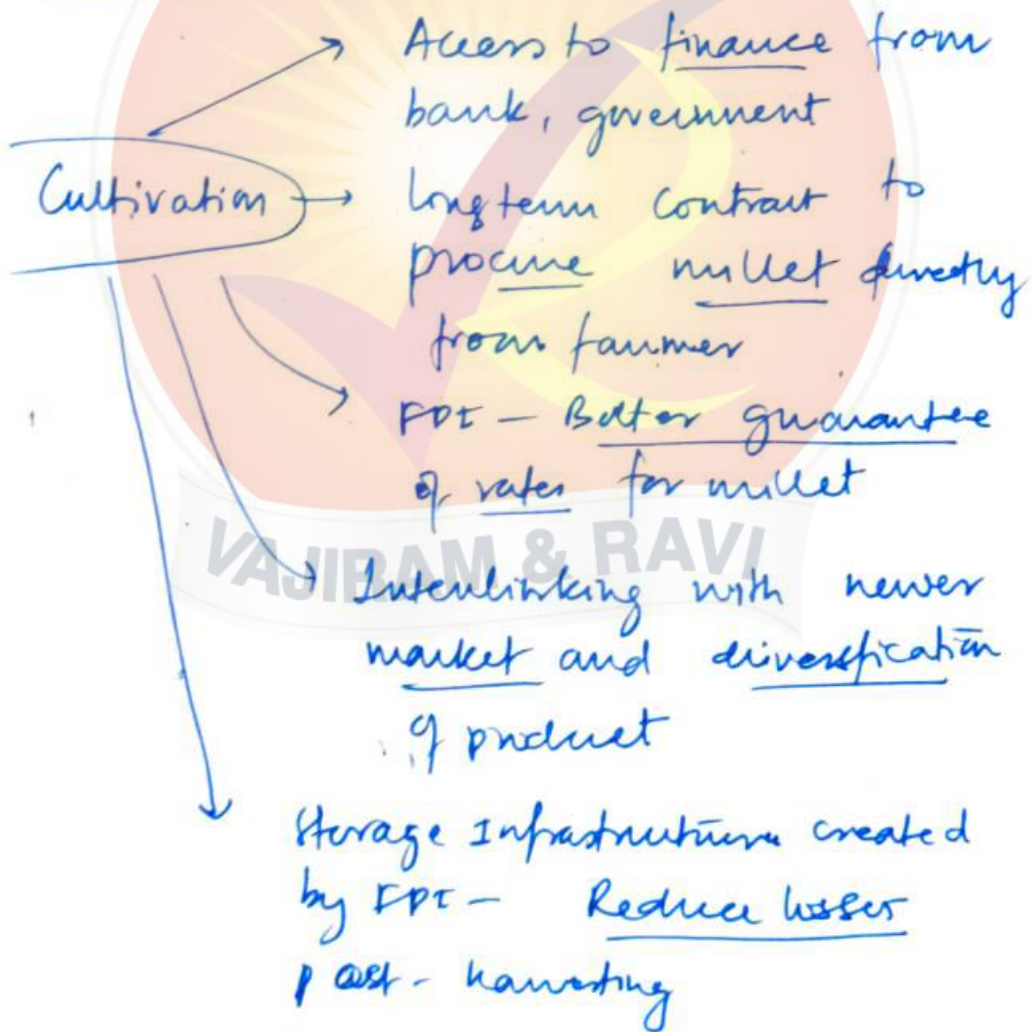 Access to finance from
bank, government
Cultivation
Long term contract to
procure millet directly
from farmer
FPI - Better guarantee
of rates for millet
VAJIRAM & RAVI
Interlinking with newer
market and diversification
of product
Storage Infrastructure created
by FPI - Reduce losses
post - harvesting